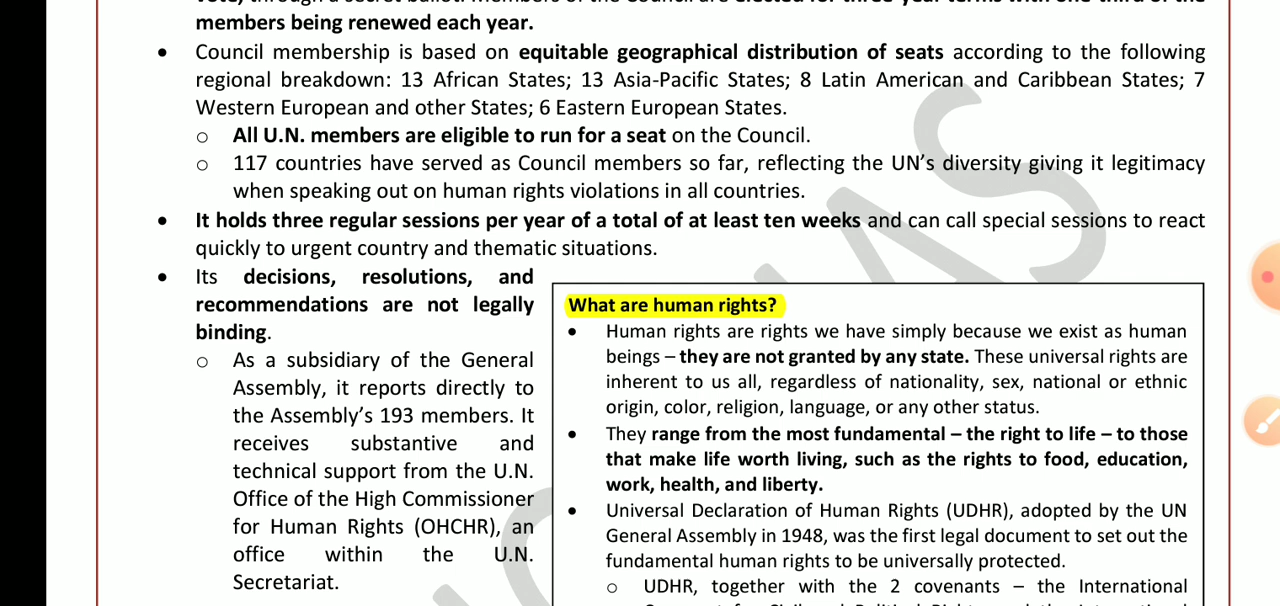 members being renewed each year.
• Council membership is based on equitable geographical distribution of seats according to the following
regional breakdown: 13 African States; 13 Asia-Pacific States; 8 Latin American and Caribbean States; 7
Western European and other States; 6 Eastern European States.
o All U.N. members are eligible to run for a seat on the Council.
o 117 countries have served as Council members so far, reflecting the UN’s diversity giving it legitimacy
when speaking out on human rights violations in all countries.
• It holds three regular sessions per year of a total of at least ten weeks and can call special sessions to react
quickly to urgent country and thematic situations.
• Its decisions, resolutions, and
recommendations are not legally
binding.
o As a subsidiary of the General
Assembly, it reports directly to
the Assembly’s 193 members. It
receives substantive and
technical support from the U.N.
Office of the High Commissioner
for Human Rights (OHCHR), an
office within the U.N.
Secretariat.
What are human rights?
• Human rights are rights we have simply because we exist as human
beings – they are not granted by any state. These universal rights are
inherent to us all, regardless of nationality, sex, national or ethnic
origin, color, religion, language, or any other status.
• They range from the most fundamental – the right to life – to those
that make life worth living, such as the rights to food, education,
work, health, and liberty.
• Universal Declaration of Human Rights (UDHR), adopted by the UN
General Assembly in 1948, was the first legal document to set out the
fundamental human rights to be universally protected.
o UDHR, together with the 2 covenants – the International